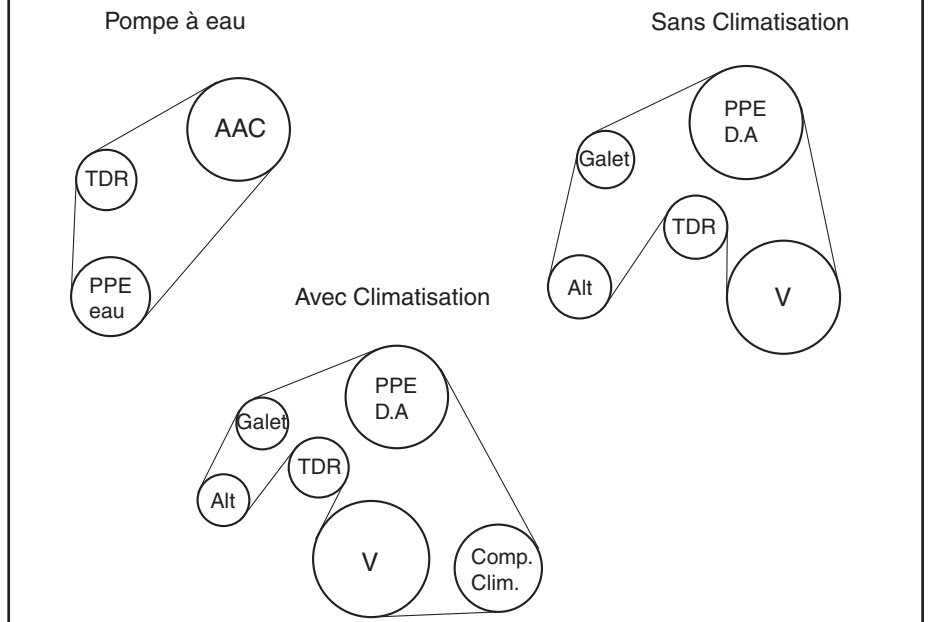 Pompe à eau
AAC
TDR
PPE
eau
Sans Climatisation
PPE
D.A
Galet
TDR
Alt
V
Avec Climatisation
PPE
D.A
Galet
TDR
Alt
V
Comp.
Clim.